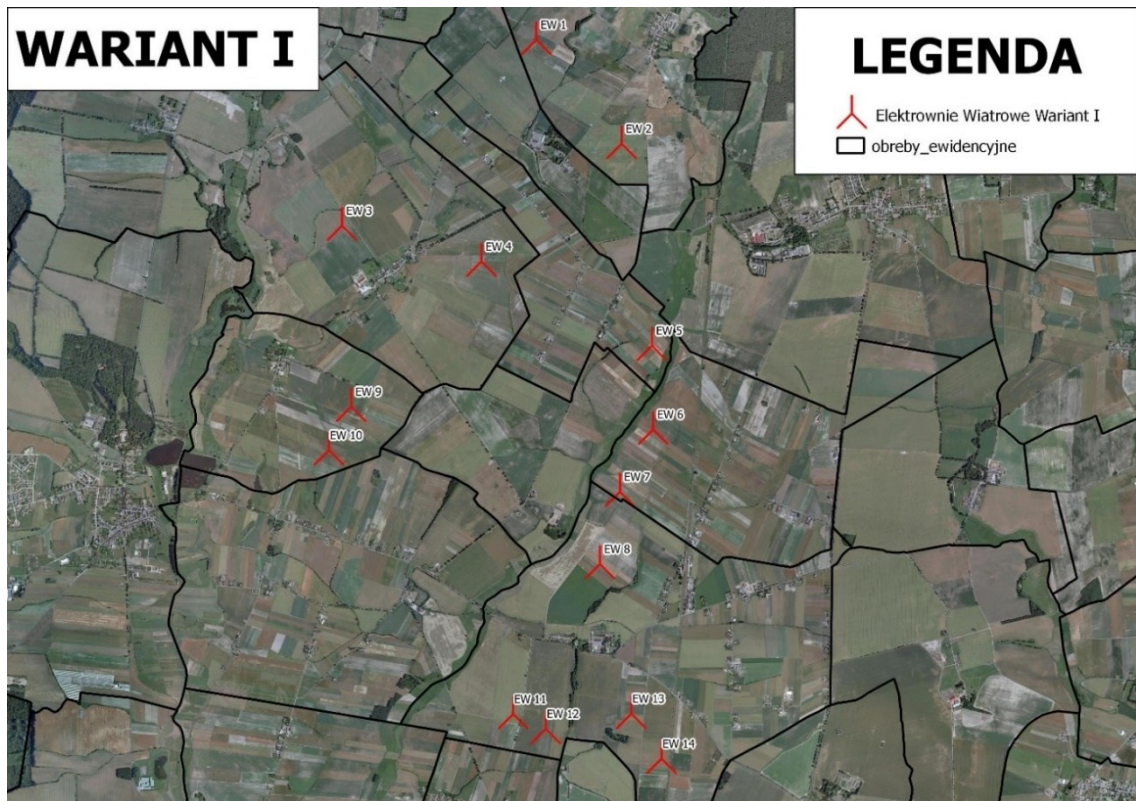 WARIANT I
LEGENDA
Elektrownie Wiatrowe Wariant I
obreby_ewidencyjne
EW 1
EW 2
EW 3
EW 4
EW 5
EW 9
EW 6
EW 10
EW 7
EW 8
EW 11
EW 12
EW 13
EW 14